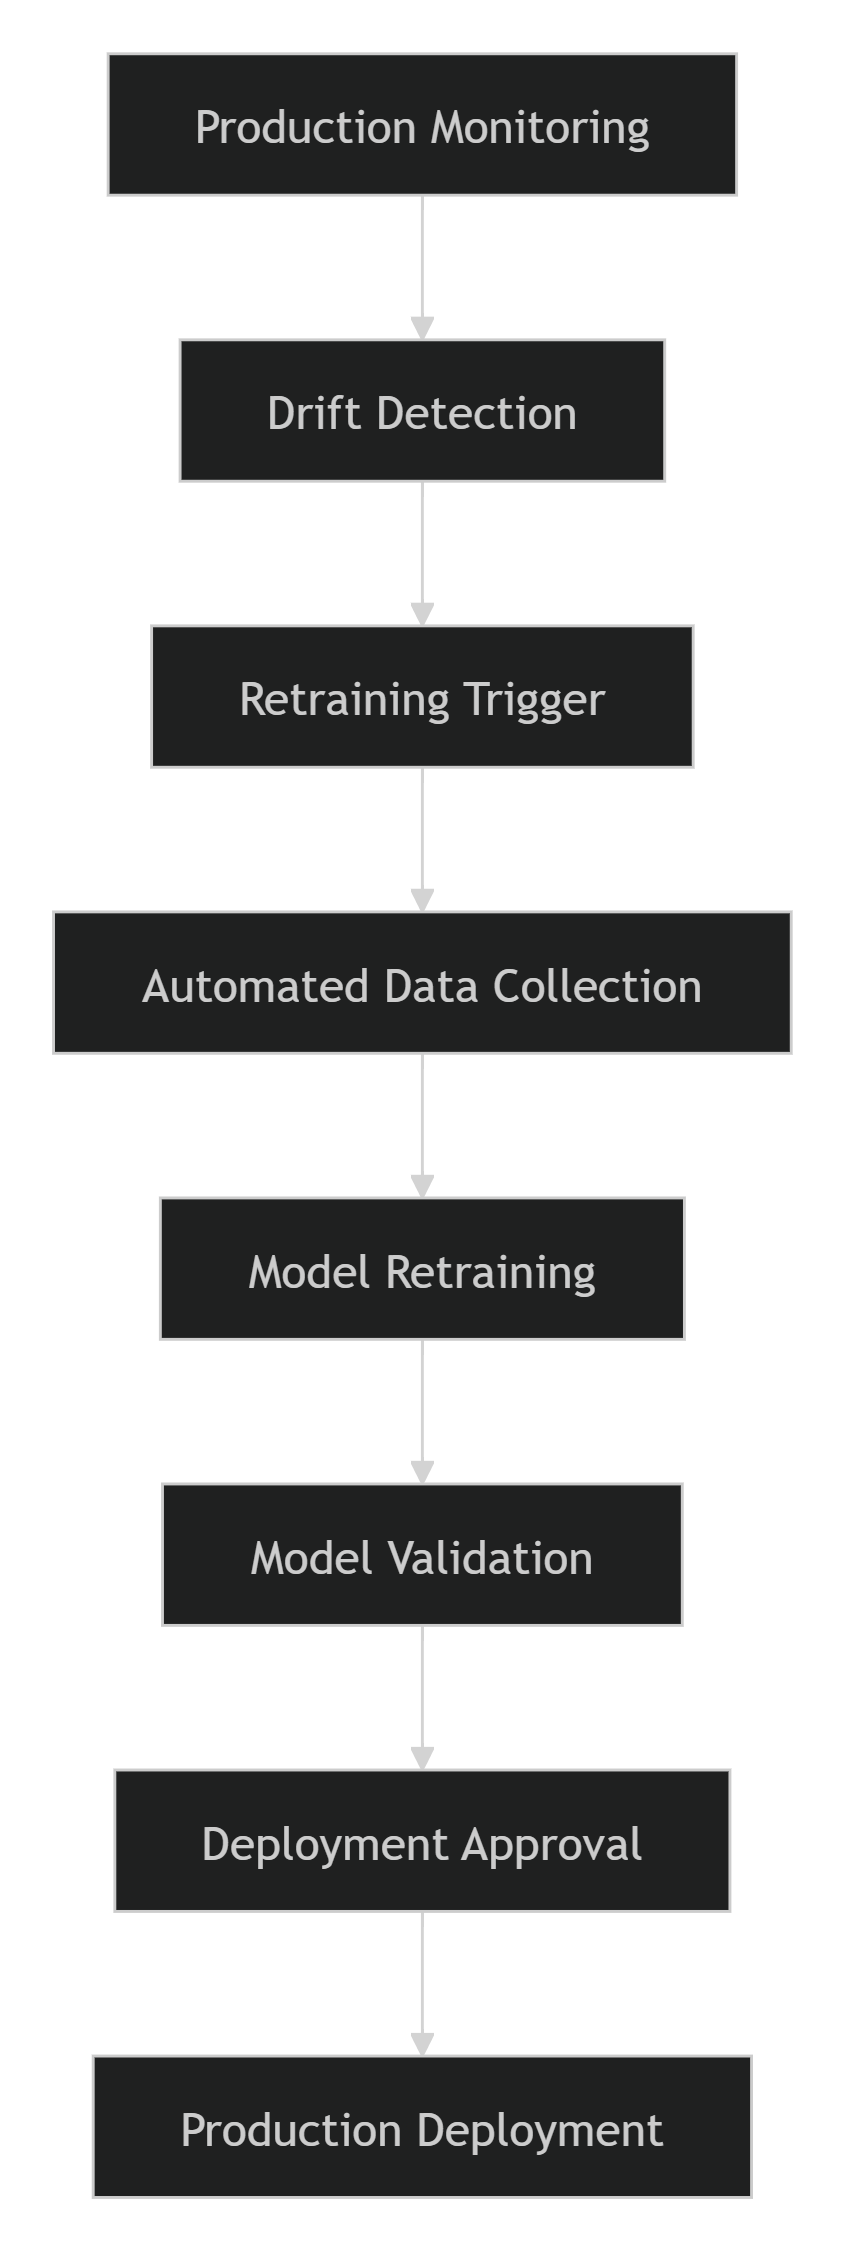 Production Monitoring
Drift Detection
Retraining Trigger
Automated Data Collection
Model Retraining
Model Validation
Deployment Approval
Production Deployment